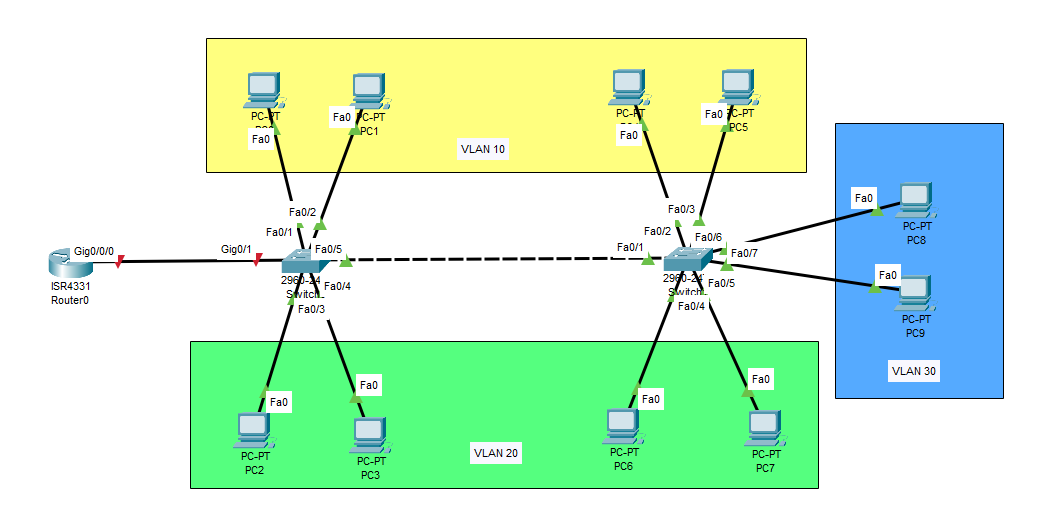 PC-PT
Fa0
Fa0
PC-PT
PC1
PC-PT
Fa0
Fa0
PC-PT
PC5
VLAN 10
Fa0
PC-PT
PC8
Fa0/2
Fa0/1
Fa0/3
Fa0/2
Fa0/6
Gig0/0/0
Gig0/1
Fa0/5
Fa0/1
Fa0/7
ISR4331
Router0
2960-24
Switch
Fa0/4
Fa0/3
2960-24
Switch
Fa0/5
Fa0/4
Fa0
PC-PT
PC9
VLAN 30
Fa0
Fa0
Fa0
Fa0
PC-PT
PC2
PC-PT
PC3
VLAN 20
PC-PT
PC6
PC-PT
PC7